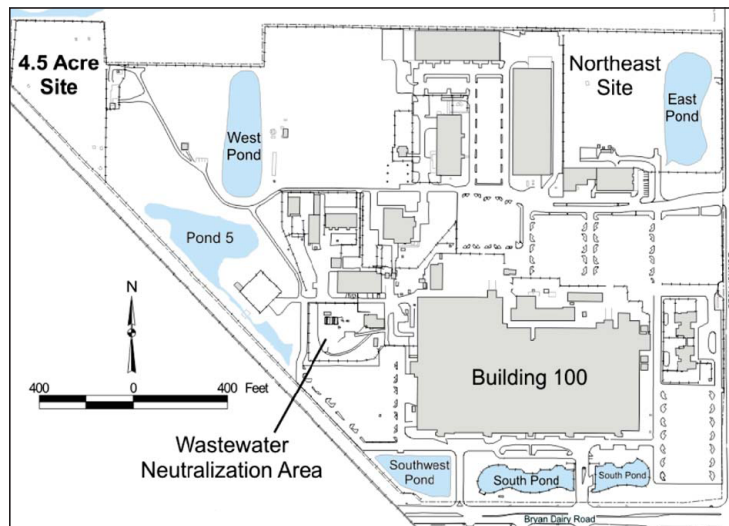 4.5 Acre
Site
Northeast
Site
East
Pond
West
Pond
Pond 5
N
400
0
400
Feet
Building 100
Wastewater
Neutralization Area
Southwest
Pond
South Pond
South Pond
Bryan Dairy Road